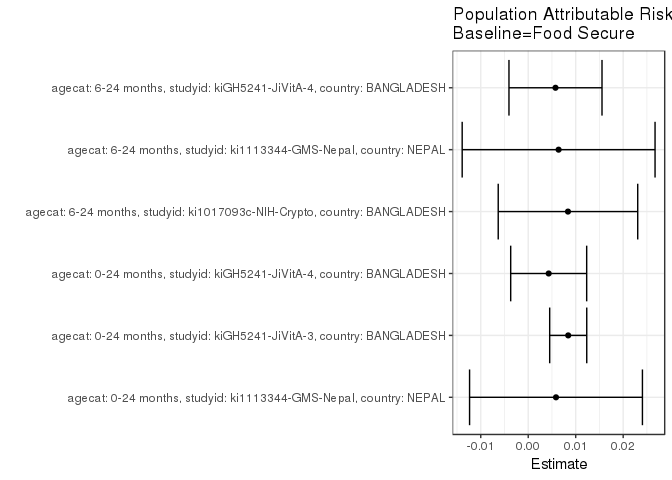 Population Attributable Risk
Baseline=Food Secure
agecat: 6-24 months, studyid: kiGH5241-JiVitA-4, country: BANGLADESH
agecat: 6-24 months, studyid: ki1113344-GMS-Nepal, country: NEPAL
agecat: 6-24 months, studyid: ki1017093c-NIH-Crypto, country: BANGLADESH
agecat: 0-24 months, studyid: kiGH5241-JiVitA-4, country: BANGLADESH
agecat: 0-24 months, studyid: kiGH5241-JiVitA-3, country: BANGLADESH
agecat: 0-24 months, studyid: ki1113344-GMS-Nepal, country: NEPAL
-0.01 0.00 0.01 0.02
Estimate